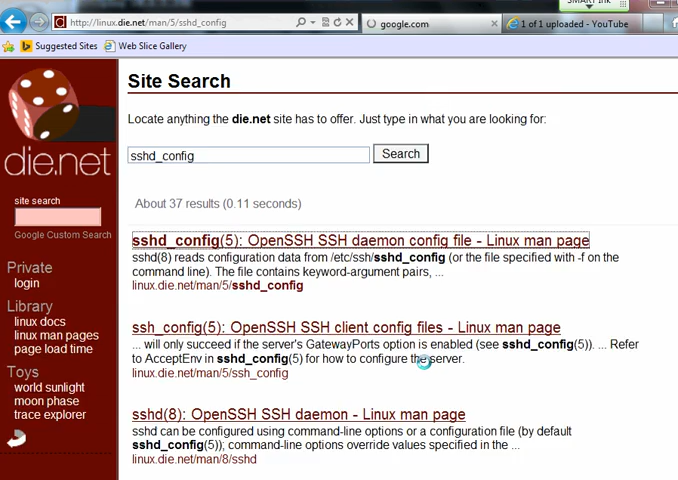 SMART Ink
http://linux.die.net/man/5/sshd_config
google.com
1 of 1 uploaded - YouTube
Suggested Sites
Web Slice Gallery
die.net
site search
Google Custom Search
Private
login
Library
linux docs
linux man pages
page load time
Toys
world sunlight
moon phase
trace explorer
Site Search
Locate anything the die.net site has to offer. Just type in what you are looking for:
sshd_config
Search
About 37 results (0.11 seconds)
sshd_config(5): OpenSSH SSH daemon config file - Linux man page
sshd(8) reads configuration data from /etc/ssh/sshd_config (or the file specified with -f on the
command line). The file contains keyword-argument pairs, ...
linux.die.net/man/5/sshd_config
ssh_config(5): OpenSSH SSH client config files - Linux man page
... will only succeed if the server's GatewayPorts option is enabled (see sshd_config(5)). ... Refer
to AcceptEnv in sshd_config(5) for how to configure the server.
linux.die.net/man/5/ssh_config
sshd(8): OpenSSH SSH daemon - Linux man page
sshd can be configured using command-line options or a configuration file (by default
sshd_config(5)); command-line options override values specified in the ...
linux.die.net/man/8/sshd